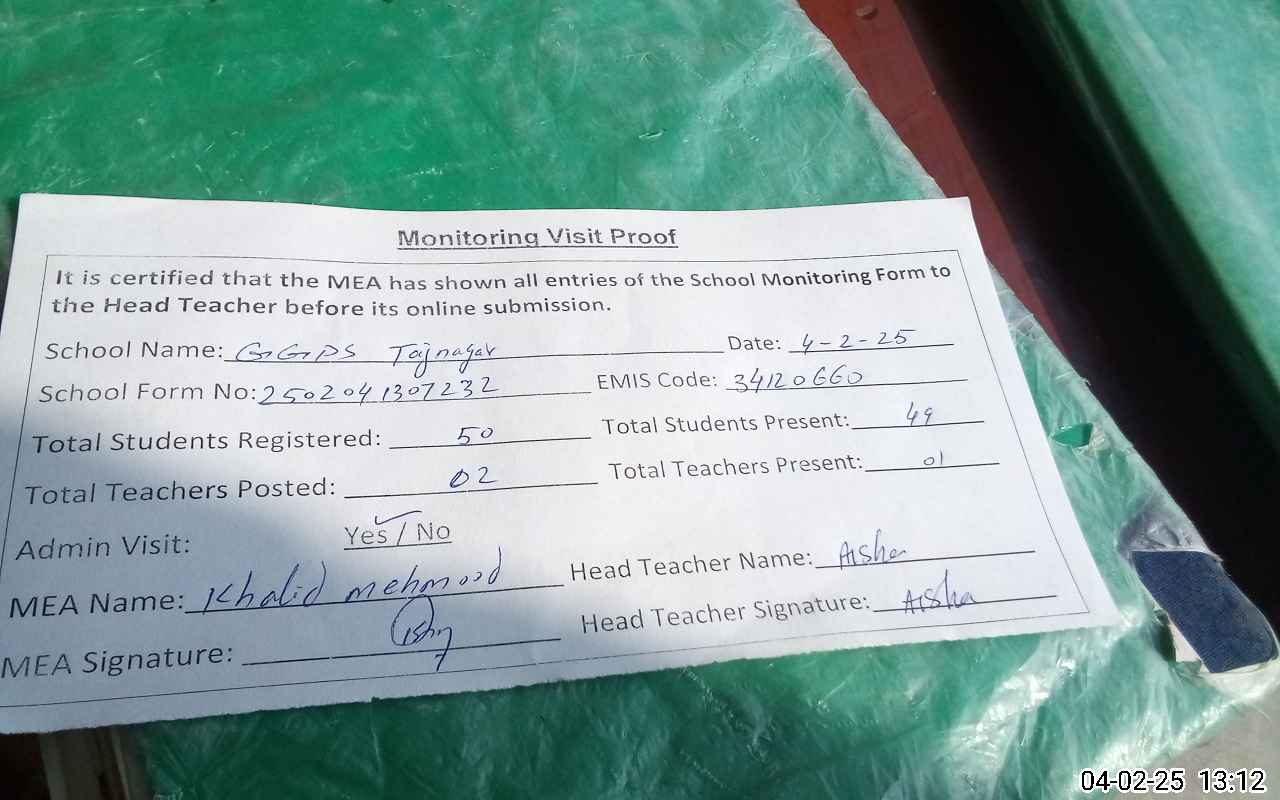 Monitoring Visit Proof
It is certified that the MEA has shown all entries of the School Monitoring Form to
the Head Teacher before its online submission.
School Name: GGPS Tajnagar Date: 4-2-25
School Form No: 2502041307232 EMIS Code: 34120660
Total Students Registered: 50 Total Students Present: 49
Total Teachers Posted: 02 Total Teachers Present: 01
Admin Visit: Yes / No
MEA Name: Khalid mehmood Head Teacher Name: Aisha
MEA Signature: Head Teacher Signature: Aisha
04-02-25 13:12